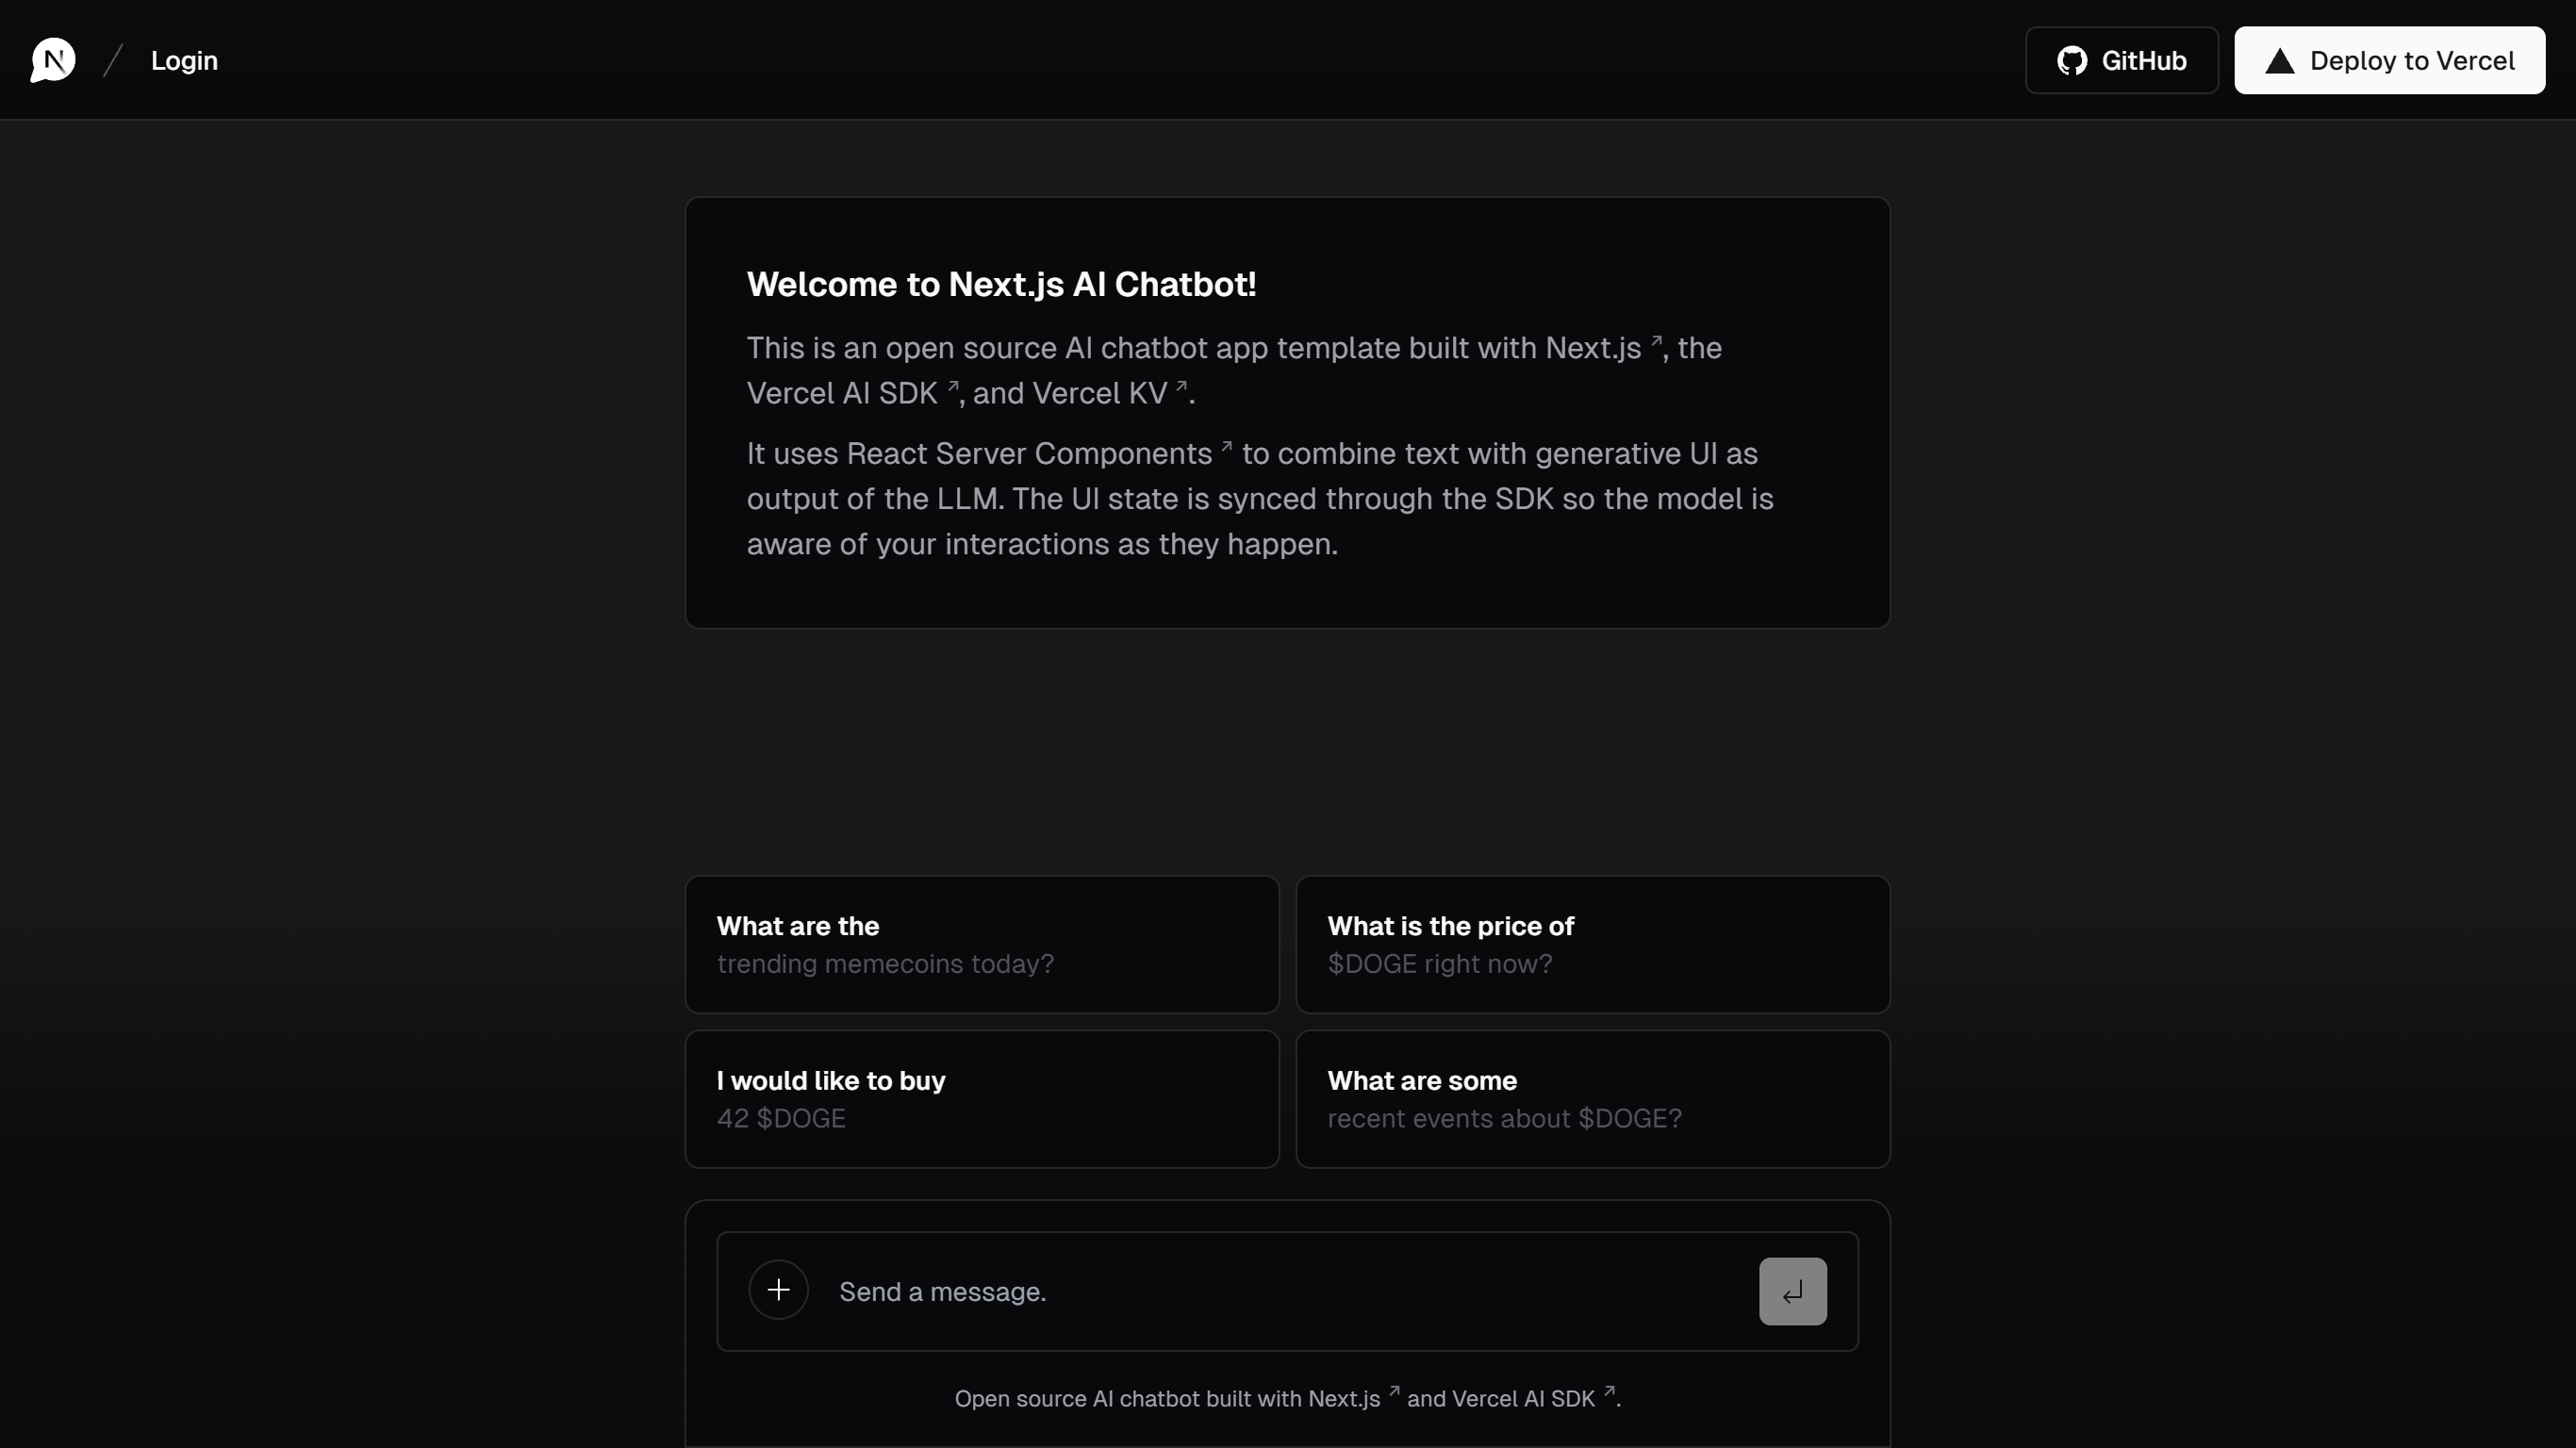 N
Login
GitHub
Deploy to Vercel
Welcome to Next.js AI Chatbot!
This is an open source AI chatbot app template built with Next.js ↗, the
Vercel AI SDK ↗, and Vercel KV ↗.
It uses React Server Components ↗ to combine text with generative UI as
output of the LLM. The UI state is synced through the SDK so the model is
aware of your interactions as they happen.
What are the
trending memecoins today?
What is the price of
$DOGE right now?
I would like to buy
42 $DOGE
What are some
recent events about $DOGE?
Send a message.
Open source AI chatbot built with Next.js ↗ and Vercel AI SDK ↗.